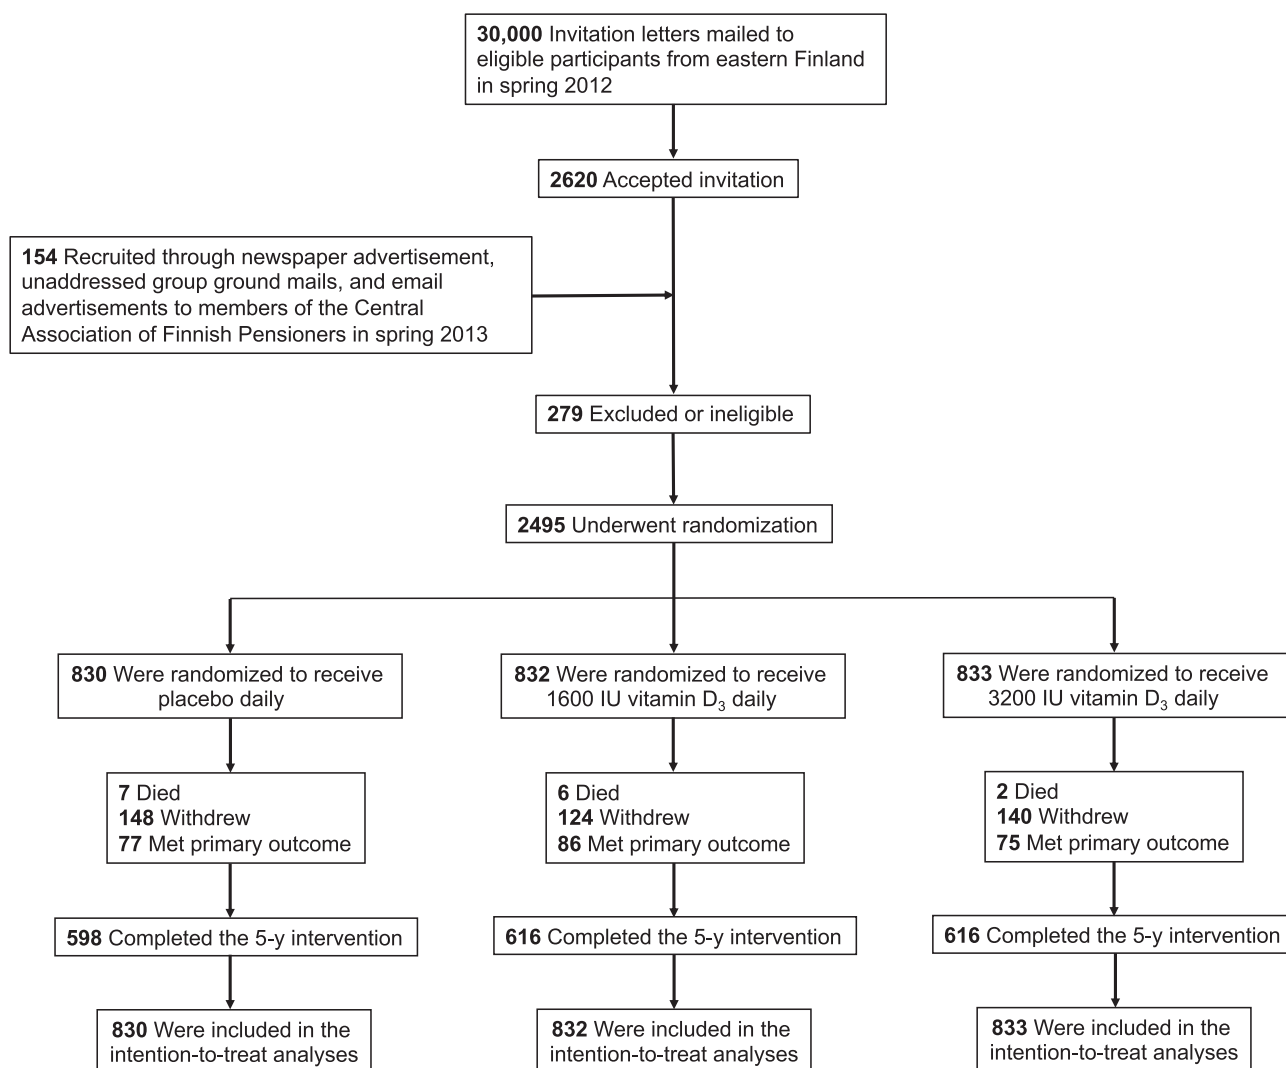 30,000 Invitation letters mailed to
eligible participants from eastern Finland
in spring 2012
2620 Accepted invitation
154 Recruited through newspaper advertisement,
unaddressed group ground mails, and email
advertisements to members of the Central
Association of Finnish Pensioners in spring 2013
279 Excluded or ineligible
2495 Underwent randomization
830 Were randomized to receive
placebo daily
832 Were randomized to receive
1600 IU vitamin D₃ daily
833 Were randomized to receive
3200 IU vitamin D₃ daily
7 Died
148 Withdrew
77 Met primary outcome
6 Died
124 Withdrew
86 Met primary outcome
2 Died
140 Withdrew
75 Met primary outcome
598 Completed the 5-y intervention
616 Completed the 5-y intervention
616 Completed the 5-y intervention
830 Were included in the
intention-to-treat analyses
832 Were included in the
intention-to-treat analyses
833 Were included in the
intention-to-treat analyses